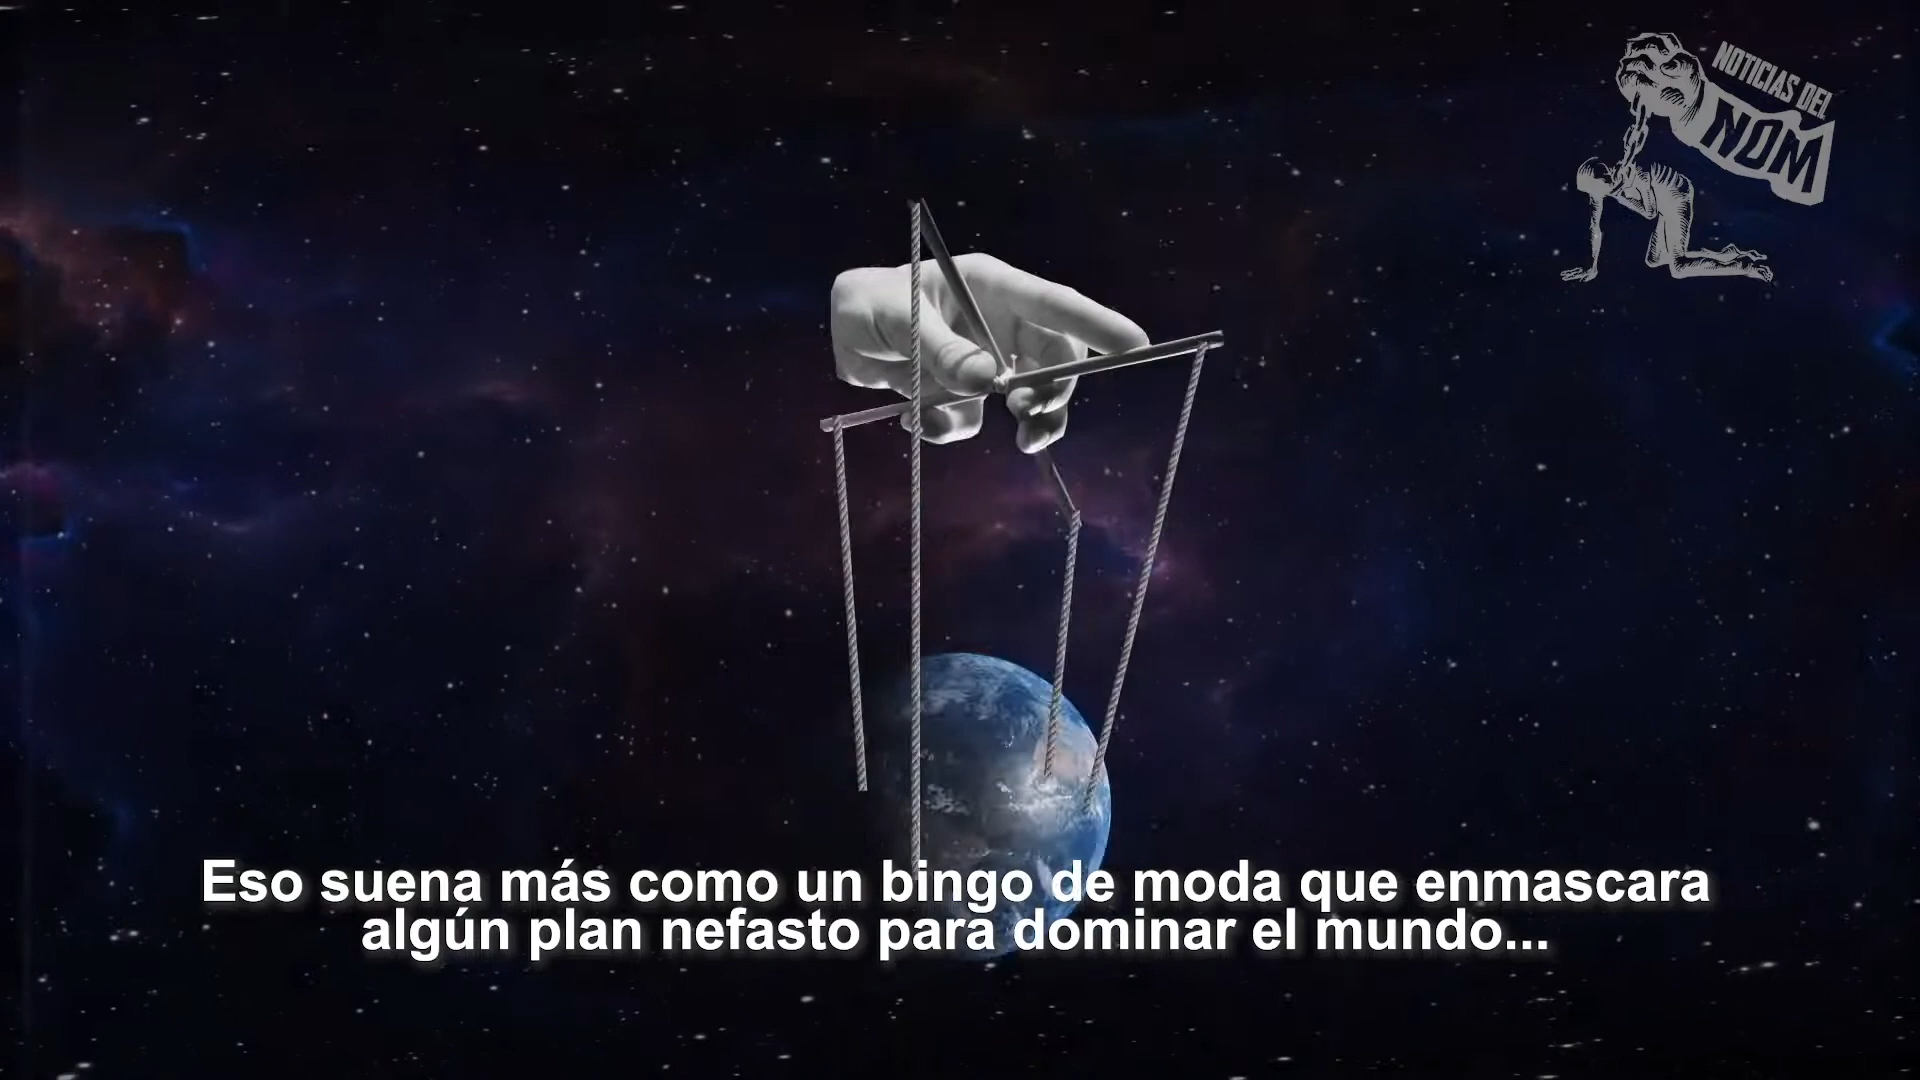 NOTICIAS DEL
NOM
Eso suena más como un bingo de moda que enmascara
algún plan nefasto para dominar el mundo...